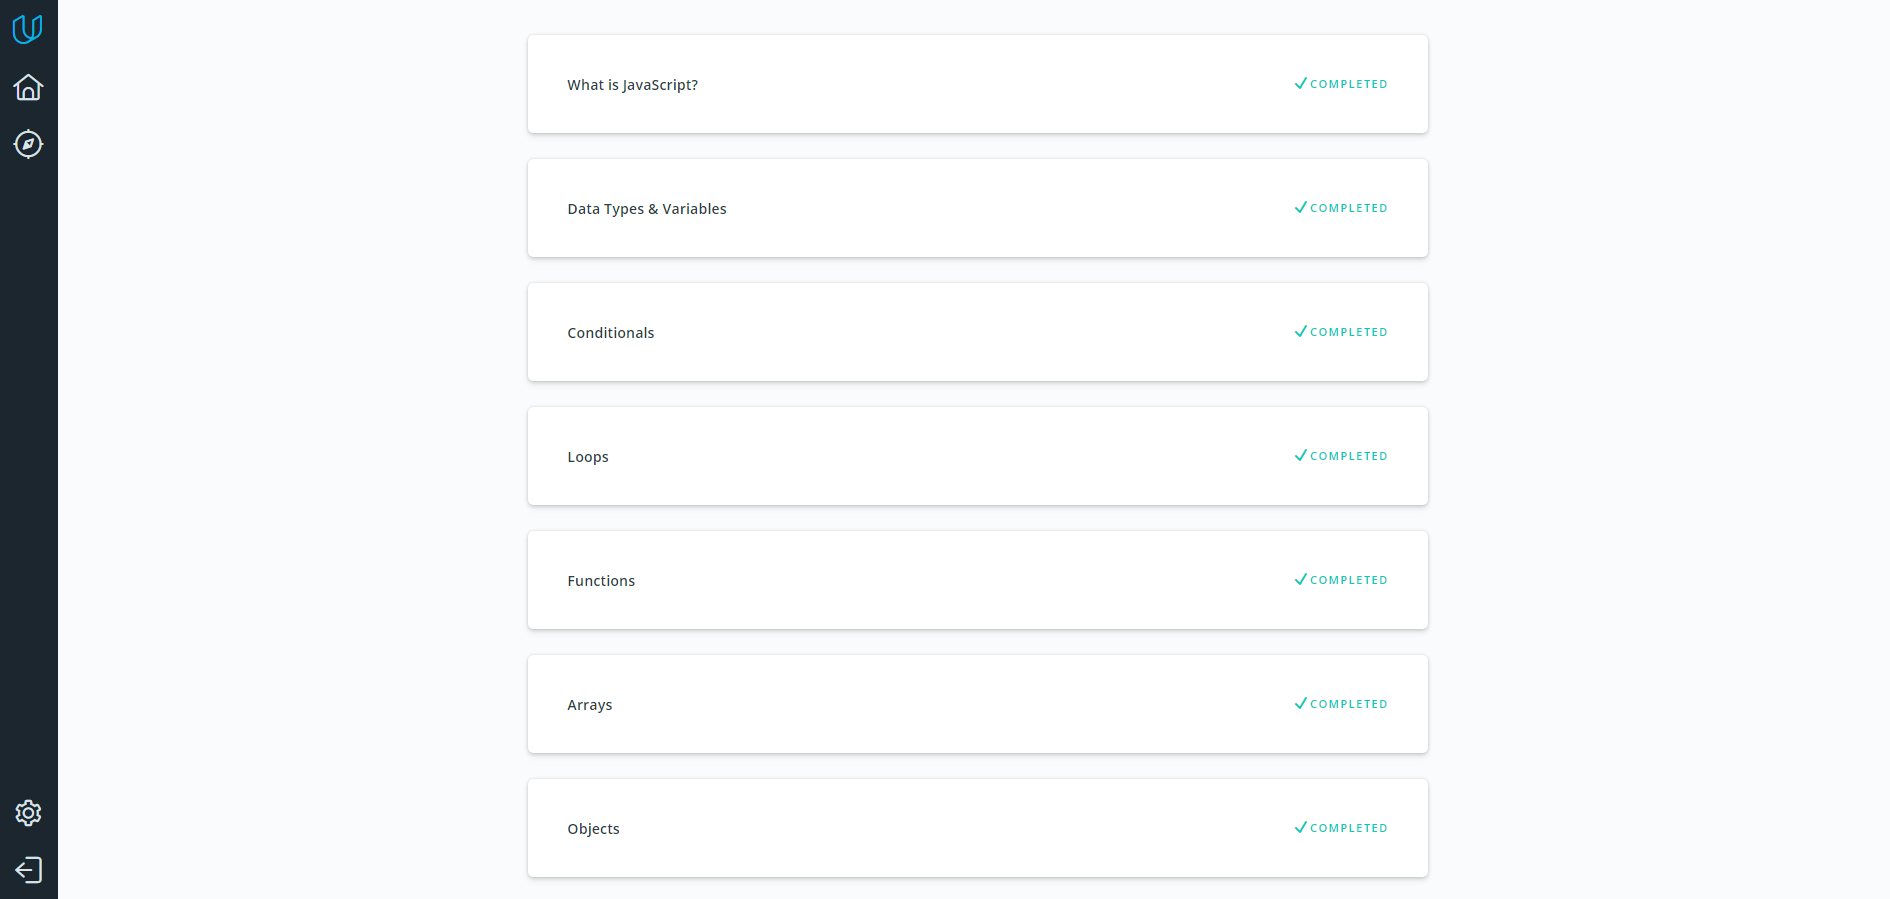 What is JavaScript?
COMPLETED
Data Types & Variables
COMPLETED
Conditionals
COMPLETED
Loops
COMPLETED
Functions
COMPLETED
Arrays
COMPLETED
Objects
COMPLETED